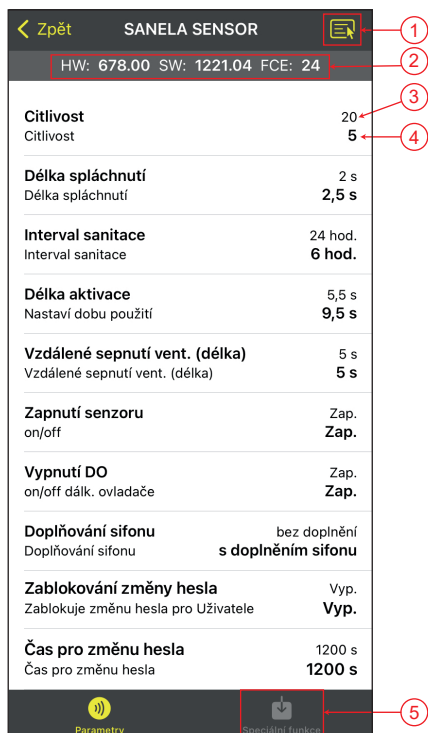 Zpět SANELA SENSOR 1
HW: 678.00 SW: 1221.04 FCE: 24 2
3
Citlivost 20
Citlivost 5 4
Délka spláchnutí 2 s
Délka spláchnutí 2,5 s
Interval sanitace 24 hod.
Interval sanitace 6 hod.
Délka aktivace 5,5 s
Nastaví dobu použití 9,5 s
Vzdálené sepnutí vent. (délka) 5 s
Vzdálené sepnutí vent. (délka) 5 s
Zapnutí senzoru Zap.
on/off Zap.
Vypnutí DO Zap.
on/off dálk. ovladače Zap.
Doplňování sifonu bez doplnění
Doplňování sifonu s doplněním sifonu
Zablokování změny hesla Vyp.
Zablokuje změnu hesla pro Uživatele Vyp.
Čas pro změnu hesla 1200 s
Čas pro změnu hesla 1200 s
5
Parametry Speciální funkce